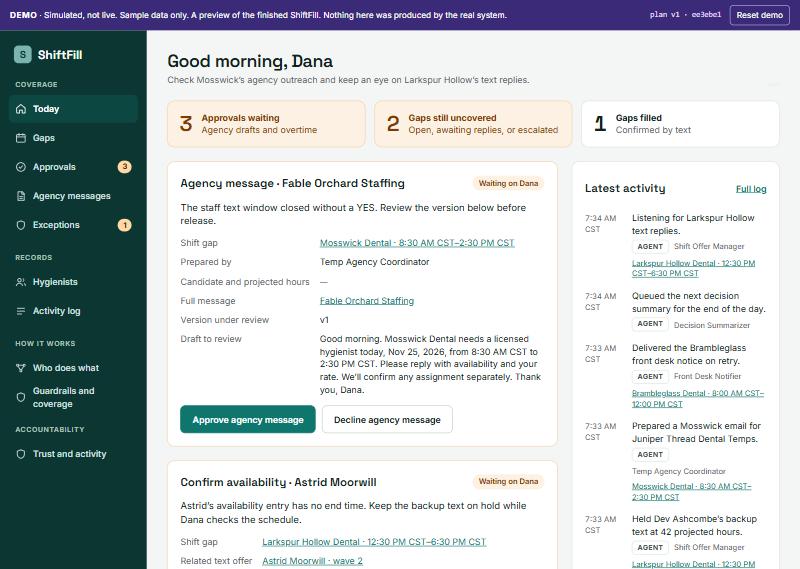 DEMO · Simulated, not live. Sample data only. A preview of the finished ShiftFill. Nothing here was produced by the real system.
plan v1 · ee3ebe1
Reset demo
S ShiftFill
COVERAGE
Today
Gaps
Approvals 3
Agency messages
Exceptions 1
RECORDS
Hygienists
Activity log
HOW IT WORKS
Who does what
Guardrails and
coverage
ACCOUNTABILITY
Trust and activity
Good morning, Dana
Check Mosswick's agency outreach and keep an eye on Larkspur Hollow's text replies.
3 Approvals waiting
Agency drafts and overtime
2 Gaps still uncovered
Open, awaiting replies, or escalated
1 Gaps filled
Confirmed by text
Agency message · Fable Orchard Staffing
Waiting on Dana
The staff text window closed without a YES. Review the version below before
release.
Shift gap Mosswick Dental · 8:30 AM CST–2:30 PM CST
Prepared by Temp Agency Coordinator
Candidate and projected hours —
Full message Fable Orchard Staffing
Version under review v1
Draft to review Good morning. Mosswick Dental needs a licensed
hygienist today, Nov 25, 2026, from 8:30 AM CST to
2:30 PM CST. Please reply with availability and your
rate. We'll confirm any assignment separately. Thank
you, Dana.
Approve agency message
Decline agency message
Confirm availability · Astrid Moorwill
Waiting on Dana
Astrid's availability entry has no end time. Keep the backup text on hold while
Dana checks the schedule.
Shift gap Larkspur Hollow Dental · 12:30 PM CST–6:30 PM CST
Related text offer Astrid Moorwill · wave 2
Latest activity
Full log
7:34 AM
CST
Listening for Larkspur Hollow
text replies.
AGENT Shift Offer Manager
Larkspur Hollow Dental · 12:30 PM
CST–6:30 PM CST
7:34 AM
CST
Queued the next decision
summary for the end of the day.
AGENT Decision Summarizer
7:33 AM
CST
Delivered the Brambleglass
front desk notice on retry.
AGENT Front Desk Notifier
Brambleglass Dental · 8:00 AM CST–
12:00 PM CST
7:33 AM
CST
Prepared a Mosswick email for
Juniper Thread Dental Temps.
AGENT
Temp Agency Coordinator
Mosswick Dental · 8:30 AM CST–
2:30 PM CST
7:33 AM
CST
Held Dev Ashcombe's backup
text at 42 projected hours.
AGENT Shift Offer Manager
Larkspur Hollow Dental · 12:30 PM